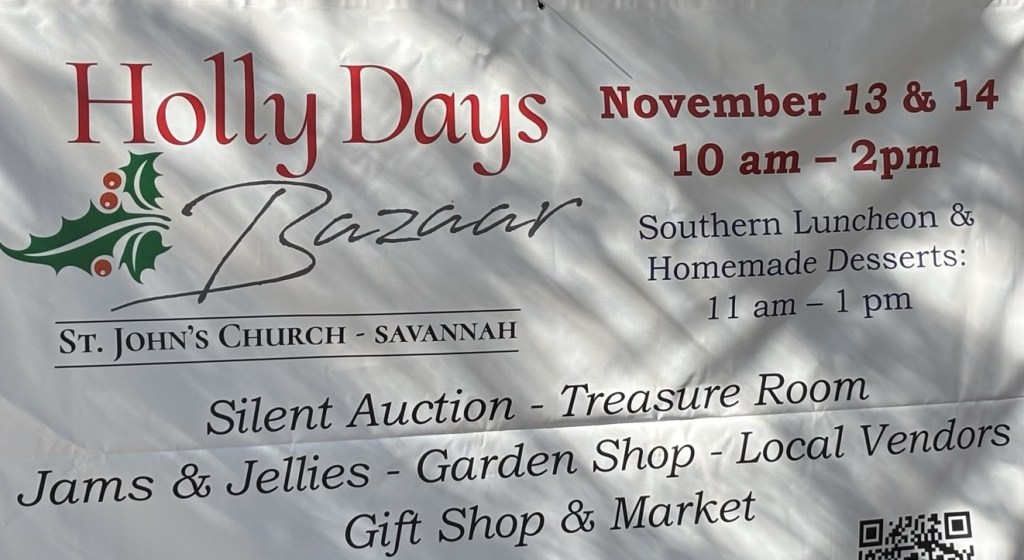 Holly Days
Bazaar
ST. JOHN'S CHURCH - SAVANNAH
November 13 & 14
10 am – 2pm
Southern Luncheon &
Homemade Desserts:
11 am – 1 pm
Silent Auction - Treasure Room
Jams & Jellies - Garden Shop - Local Vendors
Gift Shop & Market